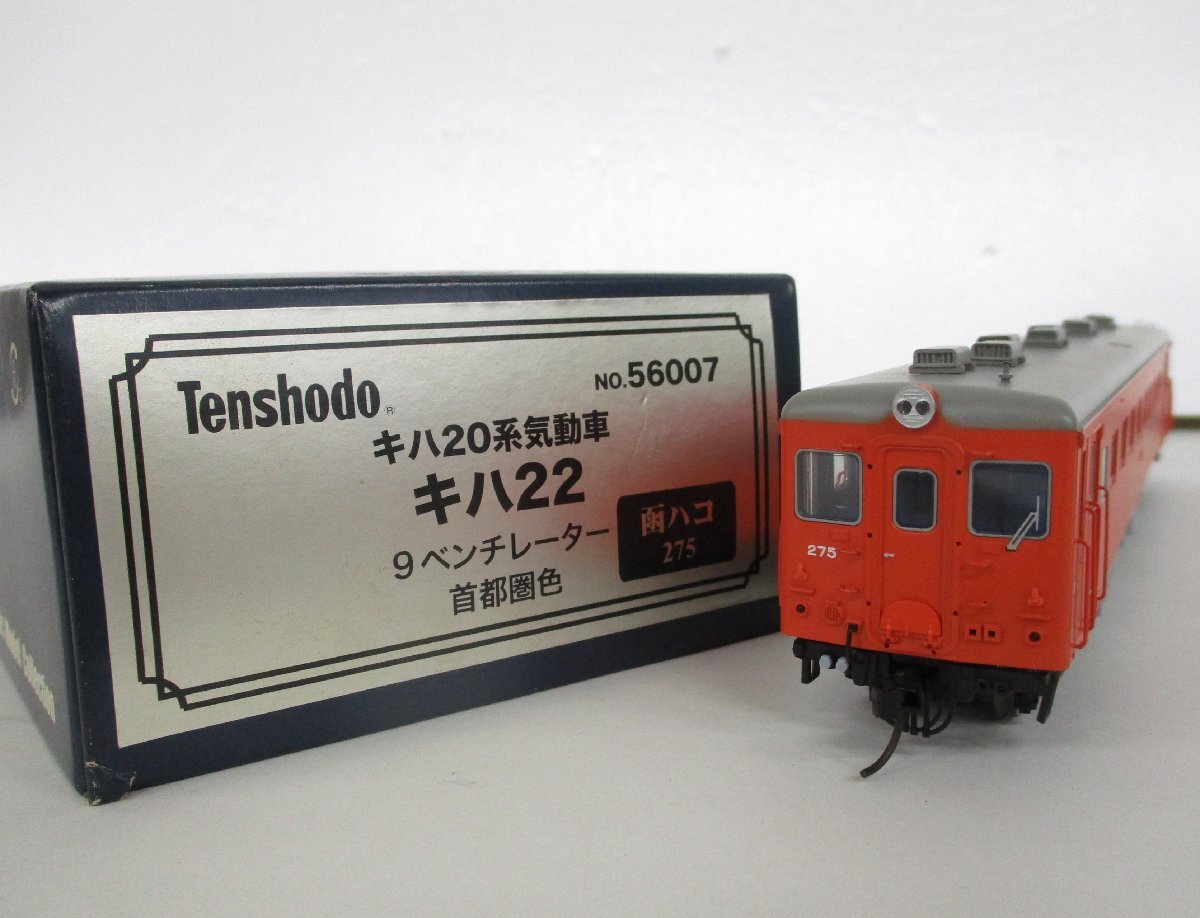 Tenshodo®
NO.56007
キハ20系気動車
キハ22
9ベンチレーター
首都圏色
函ハコ
275
275